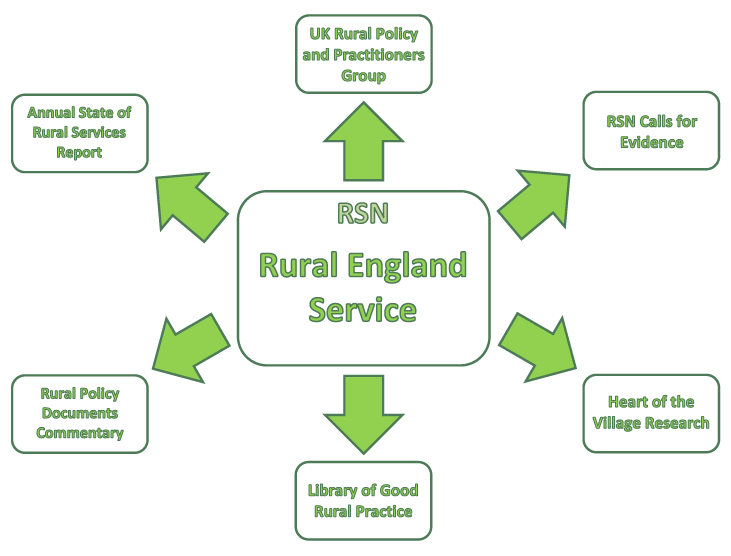 UK Rural Policy
and Practitioners
Group
Annual State of
Rural Services
Report
RSN Calls for
Evidence
RSN
Rural England
Service
Rural Policy
Documents
Commentary
Heart of the
Village Research
Library of Good
Rural Practice